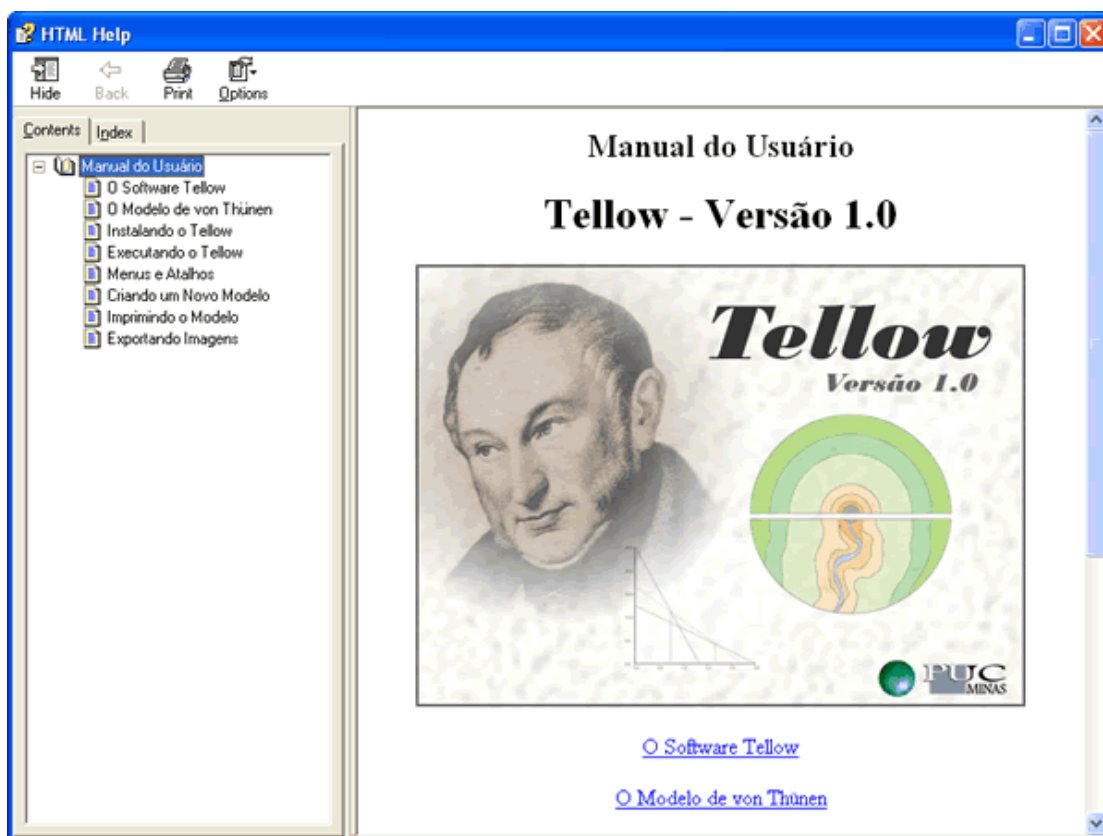 HTML Help
Hide Back Print Options
Contents Index
Manual do Usuário
O Software Tellow
O Modelo de von Thünen
Instalando o Tellow
Executando o Tellow
Menus e Atalhos
Criando um Novo Modelo
Imprimindo o Modelo
Exportando Imagens
Manual do Usuário
Tellow - Versão 1.0
Tellow
Versão 1.0
PUC
MINAS
O Software Tellow
O Modelo de von Thünen